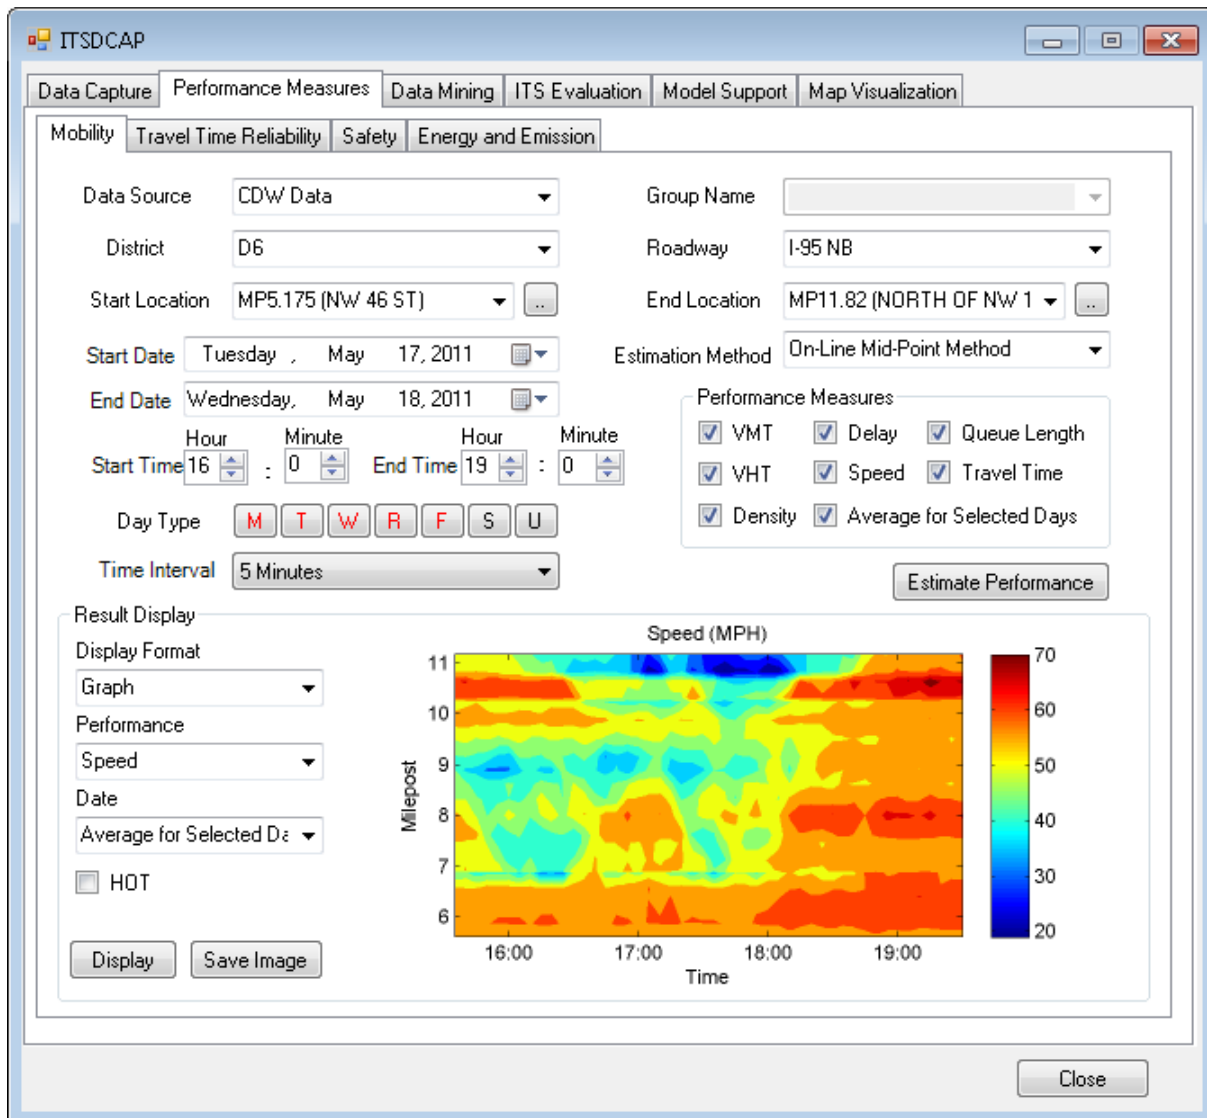 ITSDCAP
Data Capture Performance Measures Data Mining ITS Evaluation Model Support Map Visualization
Mobility Travel Time Reliability Safety Energy and Emission
Data Source CDW Data Group Name
District D6 Roadway I-95 NB
Start Location MP5.175 (NW 46 ST) .. End Location MP11.82 (NORTH OF NW 1 ..
Start Date Tuesday , May 17, 2011 Estimation Method On-Line Mid-Point Method
End Date Wednesday, May 18, 2011 Performance Measures
Hour Minute Hour Minute VMT Delay Queue Length
Start Time 16 : 0 End Time 19 : 0 VHT Speed Travel Time
Day Type M T W R F S U Density Average for Selected Days
Time Interval 5 Minutes Estimate Performance
Result Display
Display Format
Graph
Performance
Speed
Date
Average for Selected Da
HOT
Display Save Image
Speed (MPH)
Milepost
11
10
9
8
7
6
16:00 17:00 18:00 19:00
Time
70
60
50
40
30
20
Close